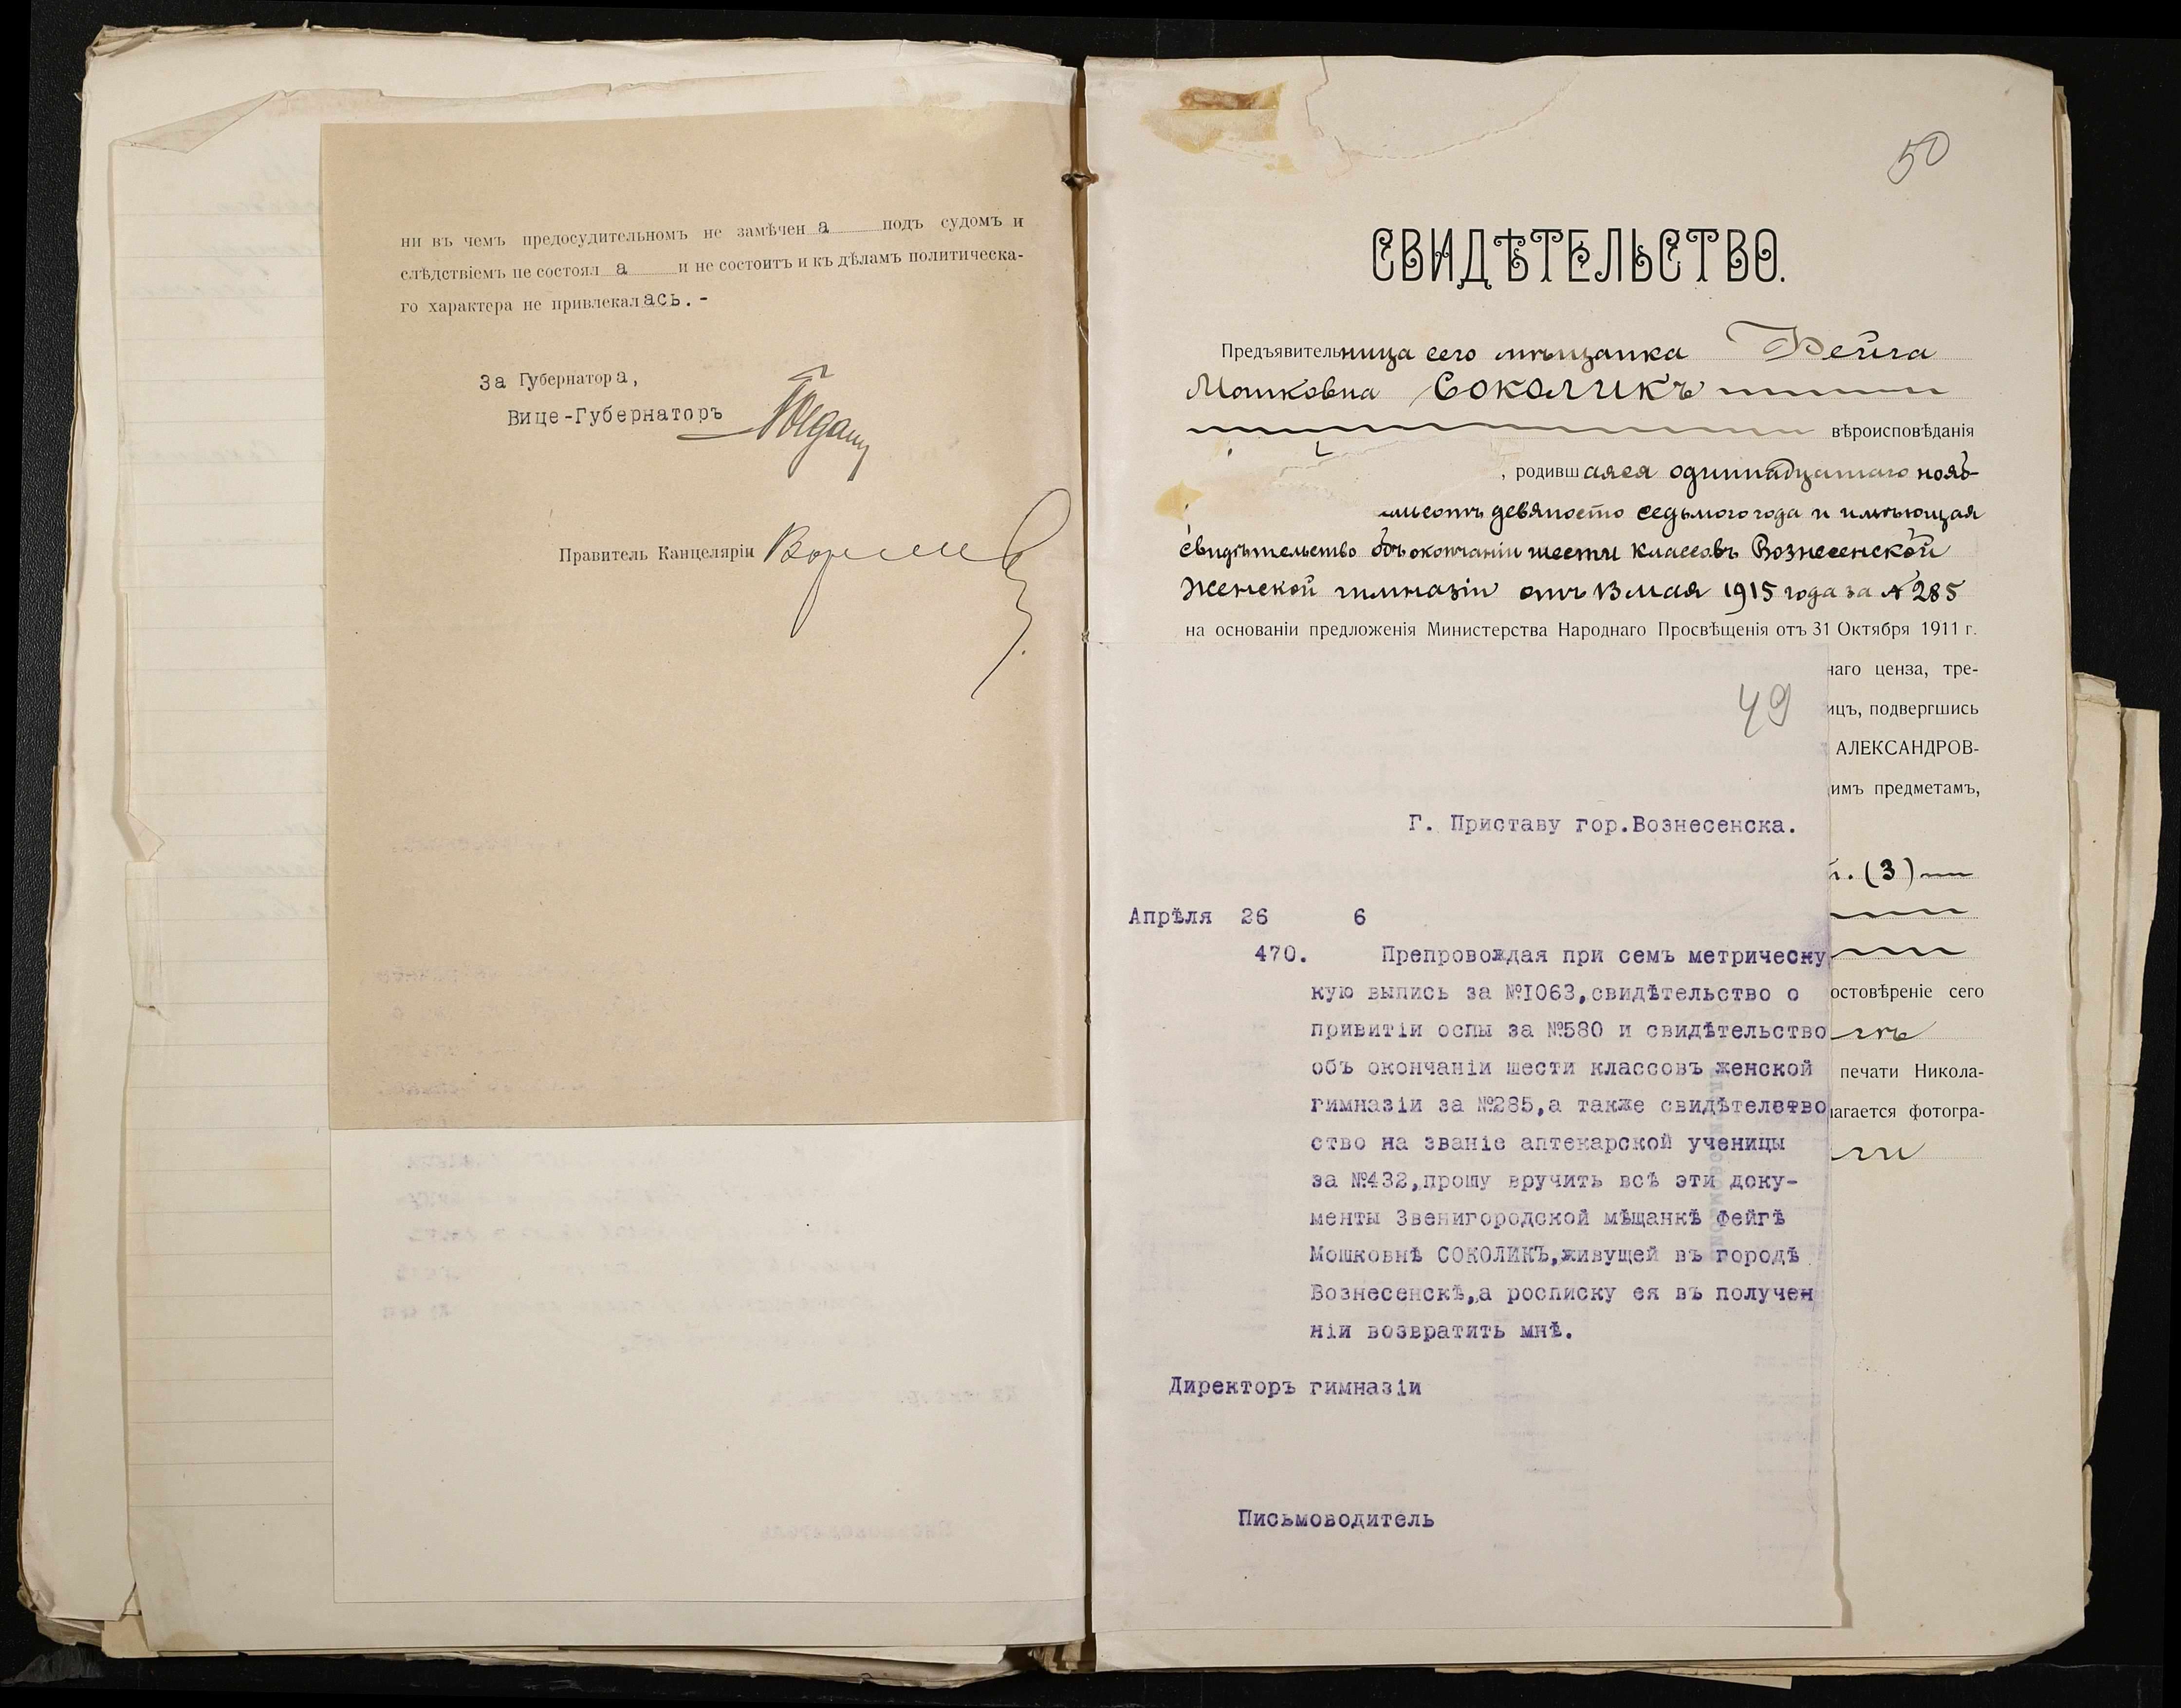 ни въ чемъ предосудительномъ не замѣчен а подъ судомъ и
слѣдствіемъ не состоял а и не состоитъ и къ дѣламъ политическа-
го характера не привлекалась.-
За Губернатора,
Вице-Губернаторъ
Правитель Канцеляріи
50
СВИДѢТЕЛЬСТВО.
Предъявительница сего мѣщанка Фейга
Мошковна Соколикъ
вѣроисповѣданія
, родившаяся одиннадцатаго нояб-
девяносто седьмого года и имѣющая
свидѣтельство объ окончаніи шести классовъ Вознесенской
Женской гимназіи отъ 13 мая 1915 года за № 285
на основаніи предложенія Министерства Народнаго Просвѣщенія отъ 31 Октября 1911 г.
наго ценза, тре-
ицъ, подвергшись
АЛЕКСАНДРОВ-
имъ предметамъ,
(3)
остовѣреніе сего
печати Никола-
лагается фотогра-
49
Г. Приставу гор.Вознесенска.
Апрѣля 26 6
470. Препровождая при семъ метрическу
кую выпись за №1063,свидѣтельство о
привитіи оспы за №580 и свидѣтельство
объ окончаніи шести классовъ женской
гимназіи за №285,а также свидѣтелство
ство на званіе аптекарской ученицы
за №432,прошу вручить всѣ эти доку-
менты Звенигородской мѣщанкѣ Фейгѣ
Мошковнѣ СОКОЛИКЪ,живущей въ городѣ
Вознесенскѣ,,а росписку ея въ получен
ніи возвратить мнѣ.
Директоръ гимназіи
Письмоводитель